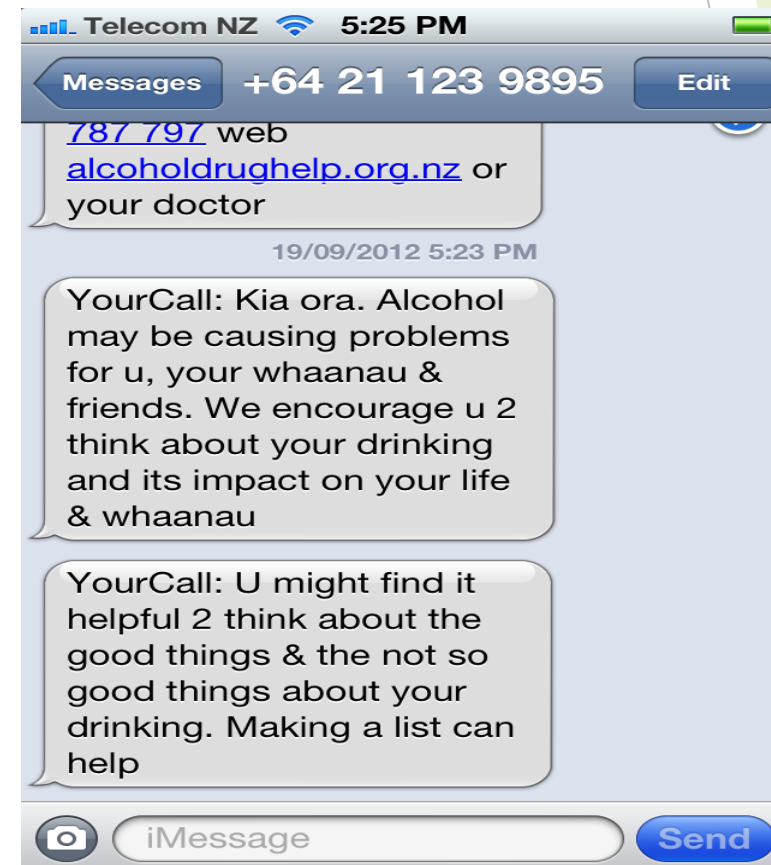 Telecom NZ 5:25 PM
Messages +64 21 123 9895 Edit
787 797 web
alcoholdrughelp.org.nz or
your doctor
19/09/2012 5:23 PM
YourCall: Kia ora. Alcohol
may be causing problems
for u, your whaanau &
friends. We encourage u 2
think about your drinking
and its impact on your life
& whaanau
YourCall: U might find it
helpful 2 think about the
good things & the not so
good things about your
drinking. Making a list can
help
iMessage Send